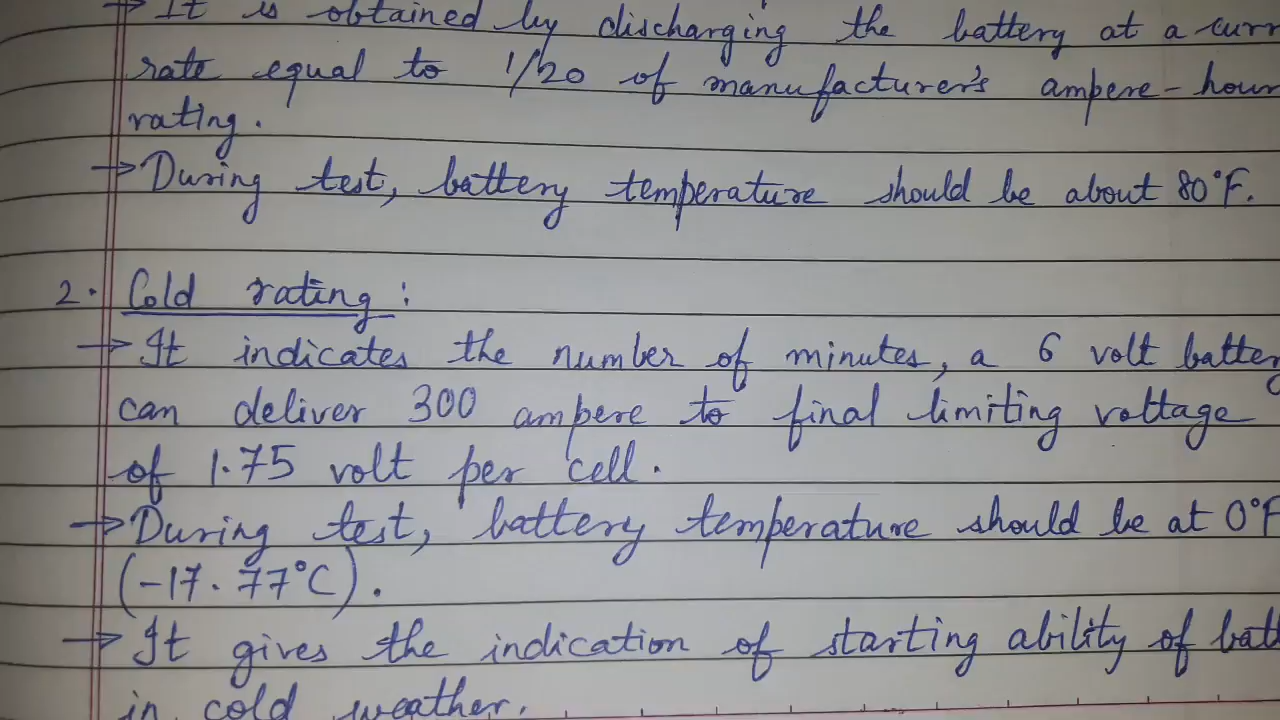 → It is obtained by discharging the battery at a curr
rate equal to 1/20 of manufacturer's ampere-hour
rating.
→ During test, battery temperature should be about 80°F.
2. Cold rating:
→ It indicates the number of minutes, a 6 volt battery
can deliver 300 ampere to final limiting voltage
of 1.75 volt per cell.
→ During test, battery temperature should be at 0°F
(-17.77°C).
→ It gives the indication of starting ability of batt
in cold weather.